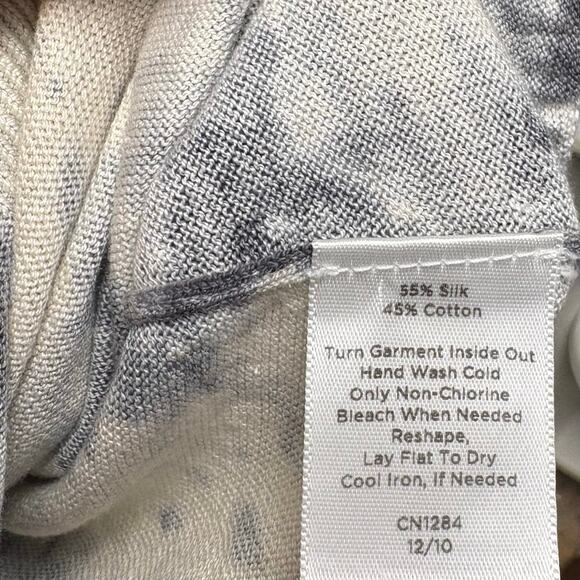 55% Silk
45% Cotton
Turn Garment Inside Out
Hand Wash Cold
Only Non-Chlorine
Bleach When Needed
Reshape,
Lay Flat To Dry
Cool Iron, If Needed
CN1284
12/10